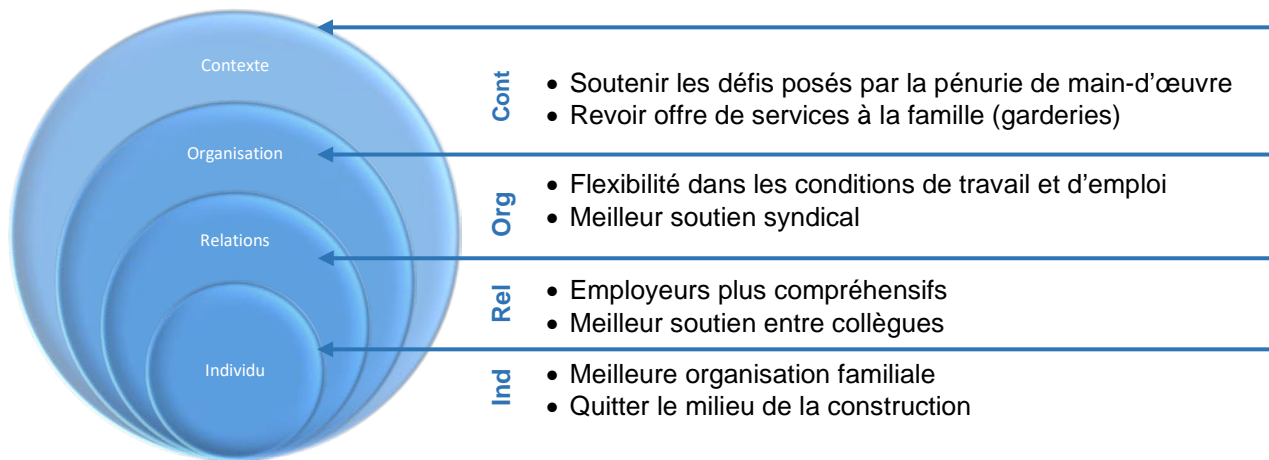 Contexte
Organisation
Relations
Individu
Cont
• Soutenir les défis posés par la pénurie de main-d'œuvre
• Revoir offre de services à la famille (garderies)
Org
• Flexibilité dans les conditions de travail et d'emploi
• Meilleur soutien syndical
Rel
• Employeurs plus compréhensifs
• Meilleur soutien entre collègues
Ind
• Meilleure organisation familiale
• Quitter le milieu de la construction